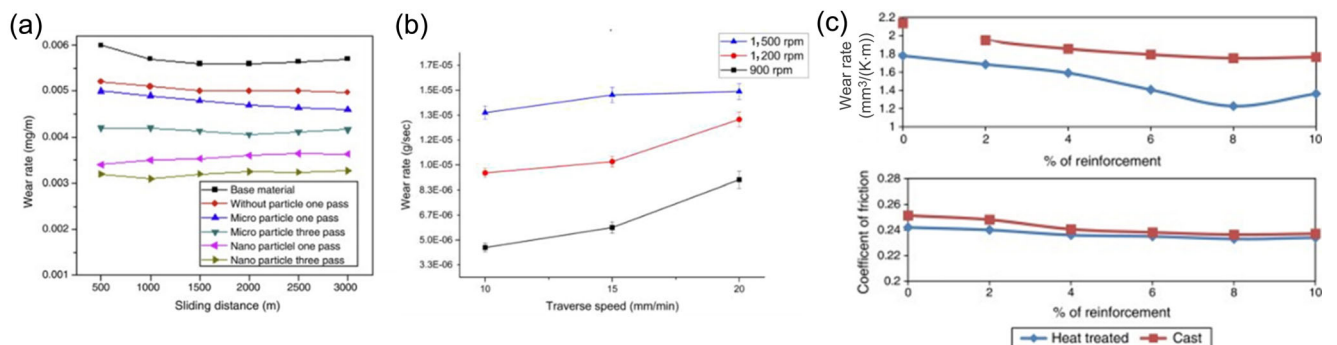 (a)
0.006
0.005
0.004
0.003
0.002
0.001
Wear rate (mg/m)
Base material
Without particle one pass
Micro particle one pass
Micro particle three pass
Nano particlel one pass
Nano particle three pass
500 1000 1500 2000 2500 3000
Sliding distance (m)
(b)
1,500 rpm
1,200 rpm
900 rpm
1.7E-05
1.5E-05
1.3E-05
1.2E-05
1.0E-05
8.3E-06
6.7E-06
5.0E-06
3.3E-06
Wear rate (g/sec)
10 15 20
Traverse speed (mm/min)
(c)
Wear rate
(mm³/(K·m))
2.2
2
1.8
1.6
1.4
1.2
1
0 2 4 6 8 10
% of reinforcement
Coefficent of friction
0.28
0.26
0.24
0.22
0.2
0 2 4 6 8 10
% of reinforcement
Heat treated Cast